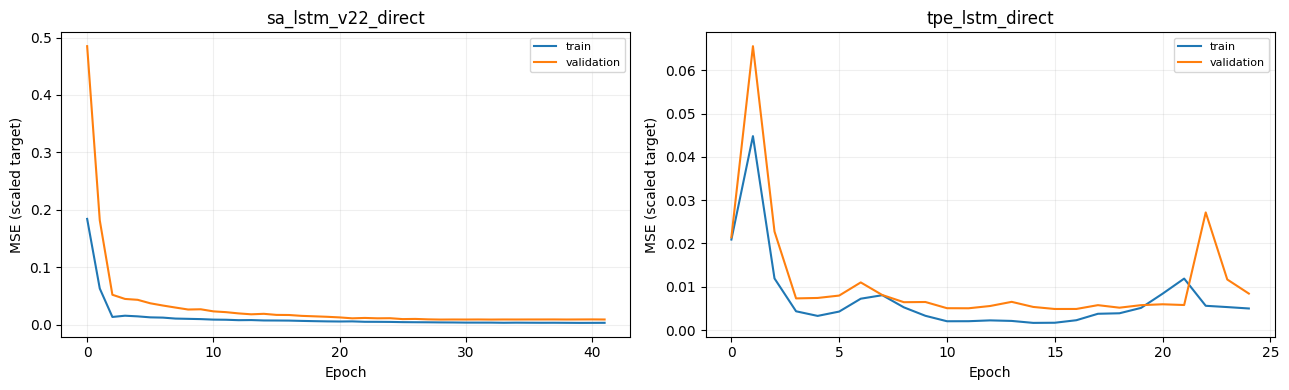 sa_lstm_v22_direct
MSE (scaled target)
0.5
0.4
0.3
0.2
0.1
0.0
0 10 20 30 40
Epoch
train
validation
tpe_lstm_direct
MSE (scaled target)
0.06
0.05
0.04
0.03
0.02
0.01
0.00
0 5 10 15 20 25
Epoch
train
validation